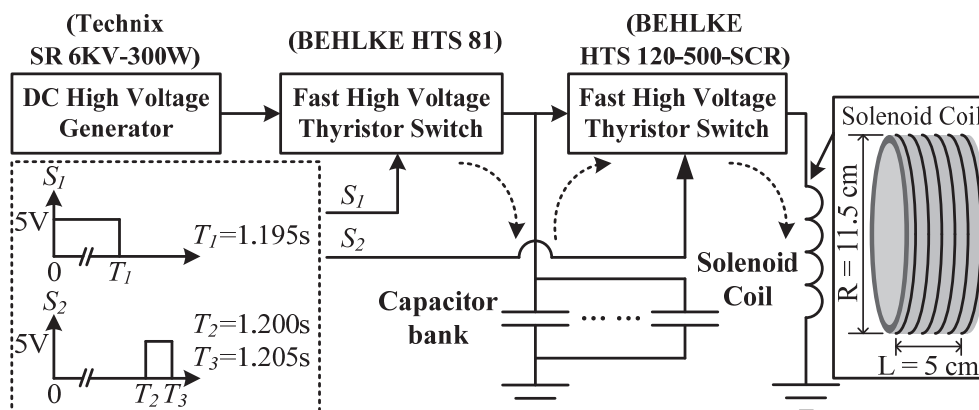 (Technix
SR 6KV-300W)
(BEHLKE HTS 81)
(BEHLKE
HTS 120-500-SCR)
DC High Voltage
Generator
Fast High Voltage
Thyristor Switch
Fast High Voltage
Thyristor Switch
Solenoid Coil
R = 11.5 cm
L = 5 cm
S1
5V
0
T1
T1=1.195s
S2
5V
0
T2
T3
T2=1.200s
T3=1.205s
S1
S2
Capacitor
bank
... ...
Solenoid
Coil